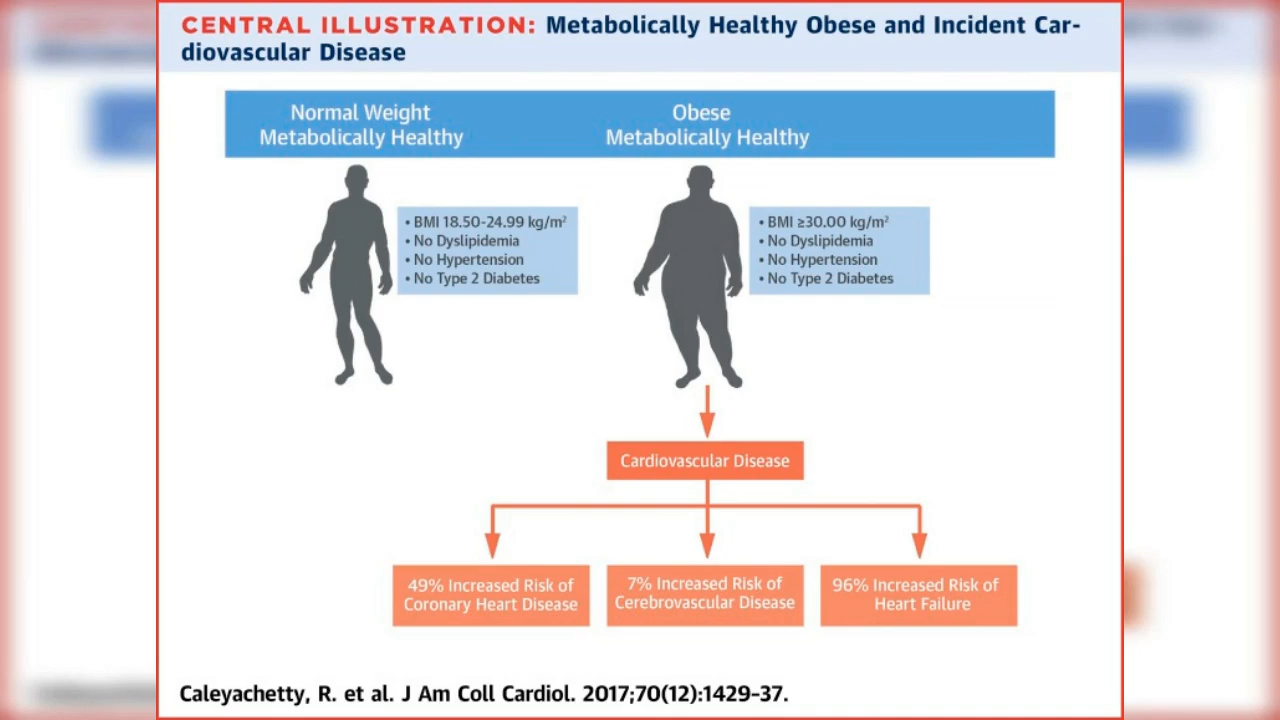 CENTRAL ILLUSTRATION: Metabolically Healthy Obese and Incident Car-
diovascular Disease
Normal Weight
Metabolically Healthy
Obese
Metabolically Healthy
• BMI 18.50-24.99 kg/m²
• No Dyslipidemia
• No Hypertension
• No Type 2 Diabetes
• BMI ≥30.00 kg/m²
• No Dyslipidemia
• No Hypertension
• No Type 2 Diabetes
Cardiovascular Disease
49% Increased Risk of
Coronary Heart Disease
7% Increased Risk of
Cerebrovascular Disease
96% Increased Risk of
Heart Failure
Caleyachetty, R. et al. J Am Coll Cardiol. 2017;70(12):1429–37.